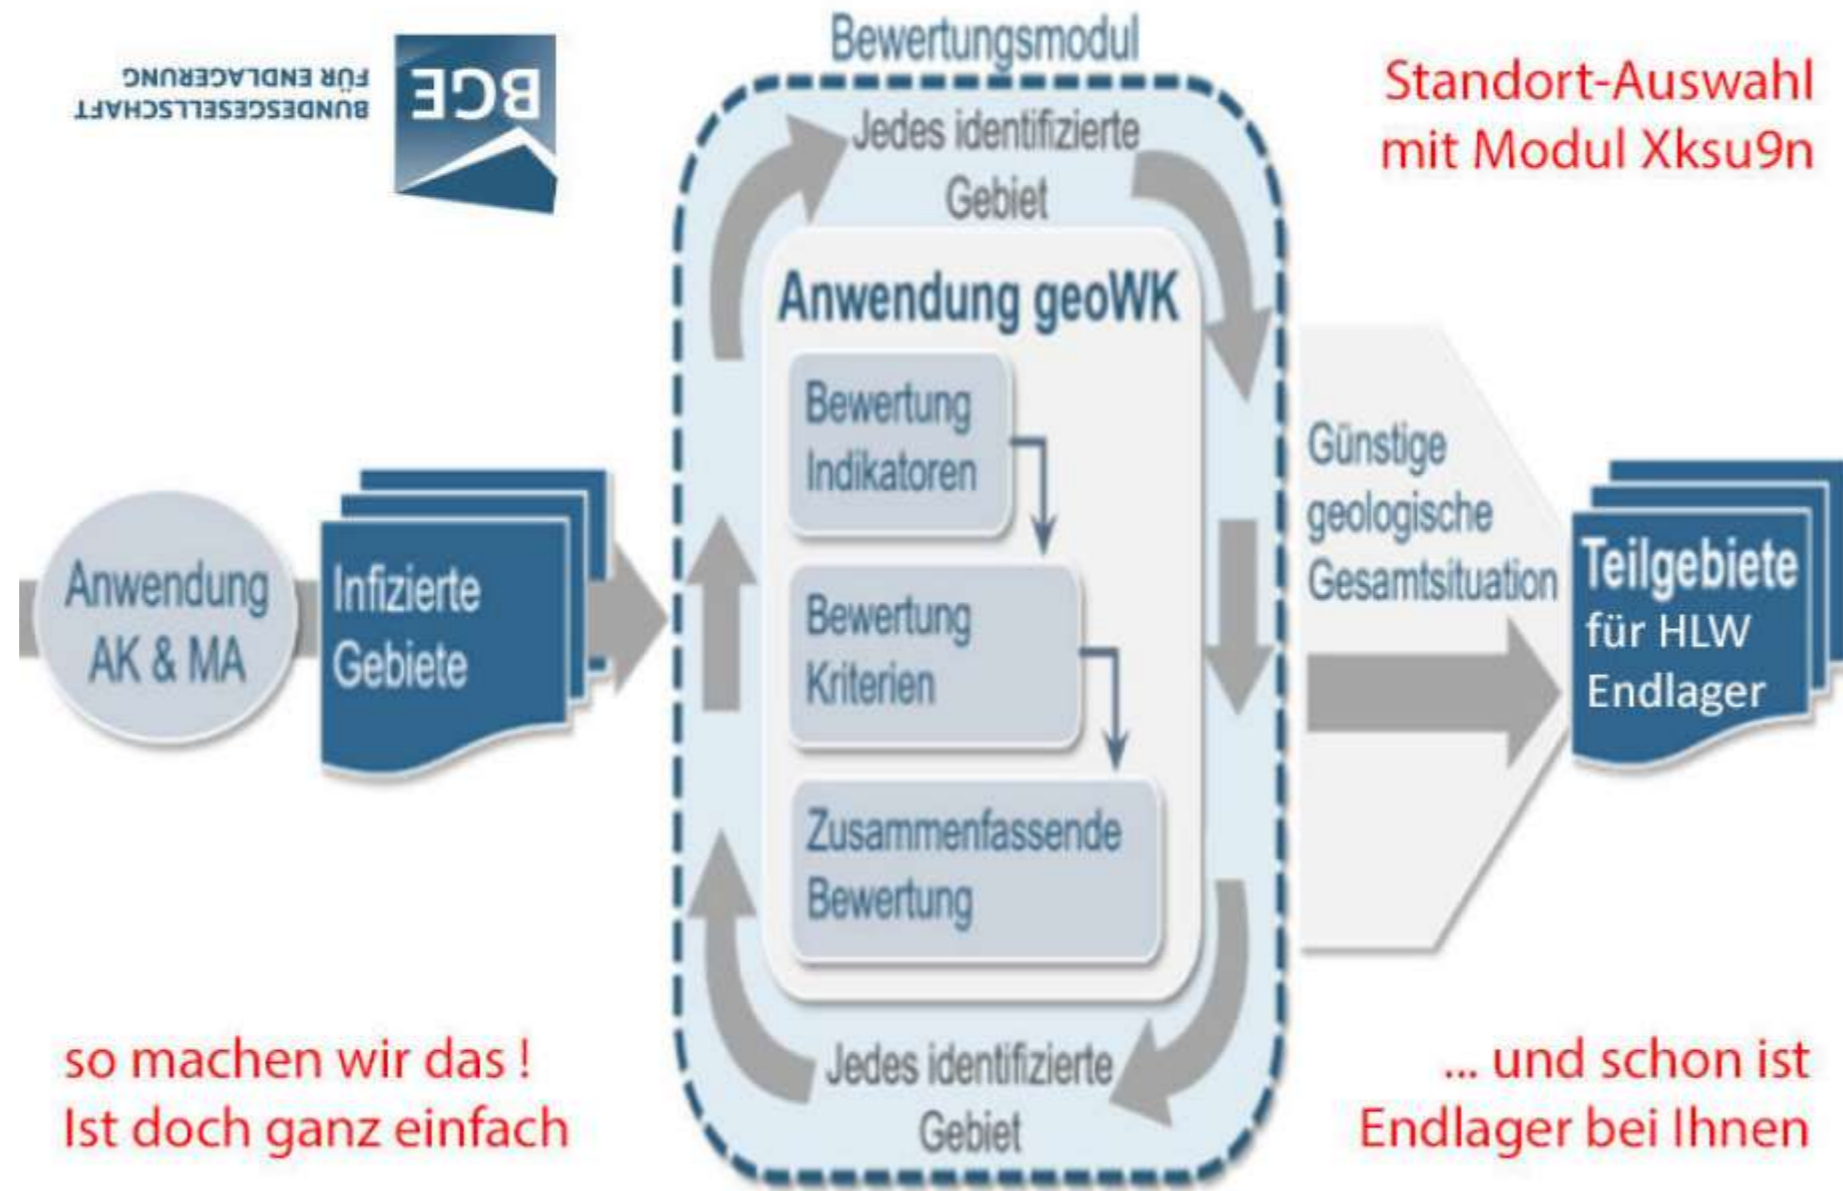 BUNDESGESELLSCHAFT
FÜR ENDLAGERUNG
BGE
Bewertungsmodul
Standort-Auswahl
mit Modul Xksu9n
Jedes identifizierte
Gebiet
Anwendung geoWK
Bewertung
Indikatoren
Bewertung
Kriterien
Zusammenfassende
Bewertung
Anwendung
AK & MA
Infizierte
Gebiete
Günstige
geologische
Gesamtsituation
Teilgebiete
für HLW
Endlager
Jedes identifizierte
Gebiet
so machen wir das !
Ist doch ganz einfach
... und schon ist
Endlager bei Ihnen